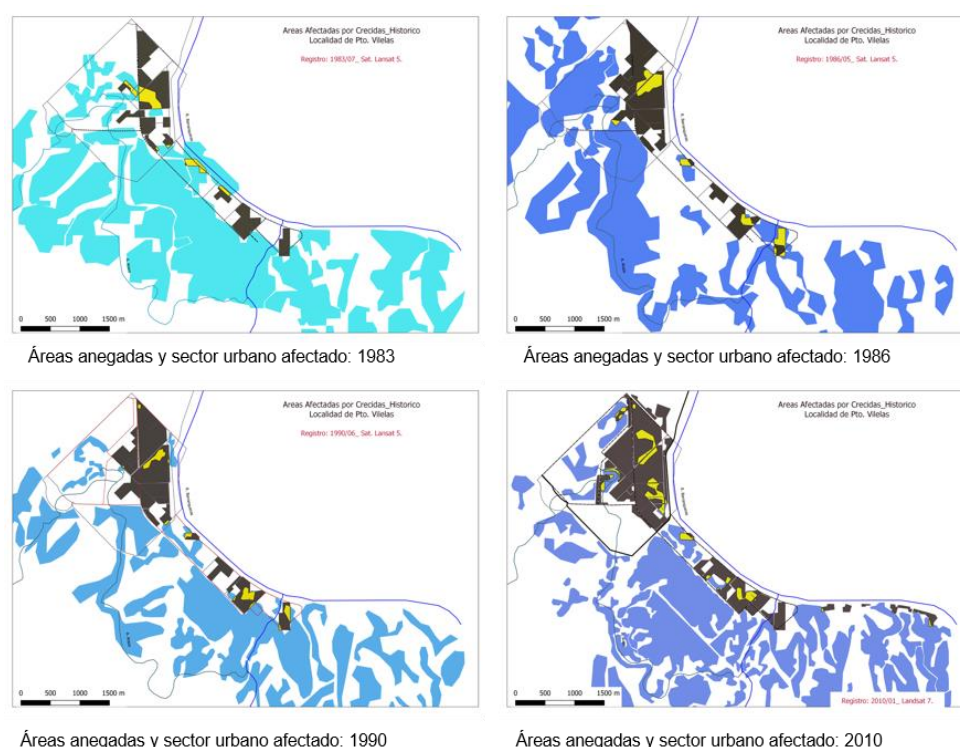 Areas Afectadas por Crecidas_Historico
Localidad de Pto. Vilelas
Registro: 1983/07_ Sat. Lansat 5.
0 500 1000 1500 m
Áreas anegadas y sector urbano afectado: 1983
Areas Afectadas por Crecidas_Historico
Localidad de Pto. Vilelas
Registro: 1986/05_ Sat. Lansat 5.
0 500 1000 1500 m
Áreas anegadas y sector urbano afectado: 1986
Areas Afectadas por Crecidas_Historico
Localidad de Pto. Vilelas
Registro: 1990/06_ Sat. Lansat 5.
0 500 1000 1500 m
Áreas anegadas y sector urbano afectado: 1990
Areas Afectadas por Crecidas_Historico
Localidad de Pto. Vilelas
0 500 1000 1500 m
Registro: 2010/01_ Landsat 7.
Áreas anegadas y sector urbano afectado: 2010